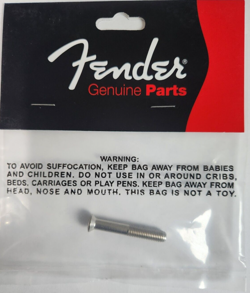 Fender®
Genuine Parts
WARNING:
TO AVOID SUFFOCATION, KEEP BAG AWAY FROM BABIES
AND CHILDREN. DO NOT USE IN OR AROUND CRIBS,
BEDS, CARRIAGES OR PLAY PENS. KEEP BAG AWAY FROM
HEAD, NOSE AND MOUTH. THIS BAG IS NOT A TOY.